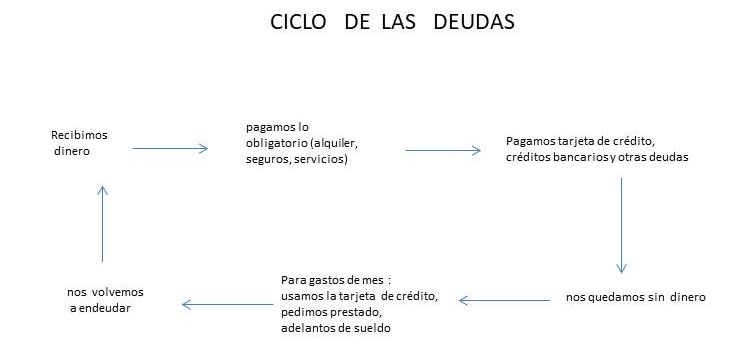 CICLO DE LAS DEUDAS
Recibimos
dinero
pagamos lo
obligatorio (alquiler,
seguros, servicios)
Pagamos tarjeta de crédito,
créditos bancarios y otras deudas
nos quedamos sin dinero
Para gastos de mes :
usamos la tarjeta de crédito,
pedimos prestado,
adelantos de sueldo
nos volvemos
a endeudar